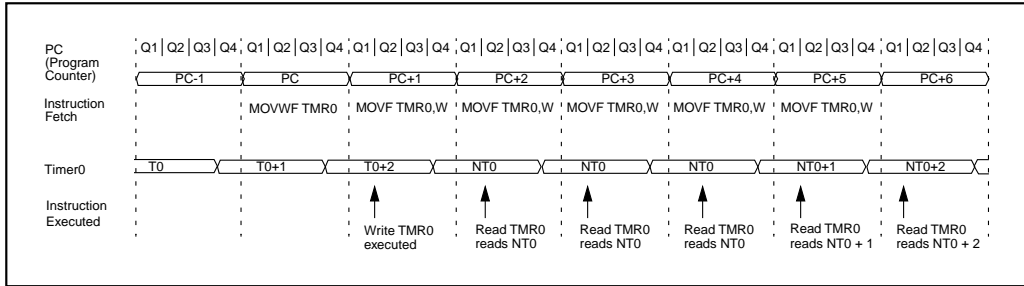 PC
(Program
Counter)
Q1 Q2 Q3 Q4 Q1 Q2 Q3 Q4 Q1 Q2 Q3 Q4 Q1 Q2 Q3 Q4 Q1 Q2 Q3 Q4 Q1 Q2 Q3 Q4 Q1 Q2 Q3 Q4 Q1 Q2 Q3 Q4
PC-1 PC PC+1 PC+2 PC+3 PC+4 PC+5 PC+6
Instruction
Fetch
MOVWF TMR0 MOVF TMR0,W MOVF TMR0,W MOVF TMR0,W MOVF TMR0,W MOVF TMR0,W
Timer0
T0 T0+1 T0+2 NT0 NT0 NT0 NT0+1 NT0+2
Instruction
Executed
Write TMR0
executed
Read TMR0
reads NT0
Read TMR0
reads NT0
Read TMR0
reads NT0
Read TMR0
reads NT0 + 1
Read TMR0
reads NT0 + 2